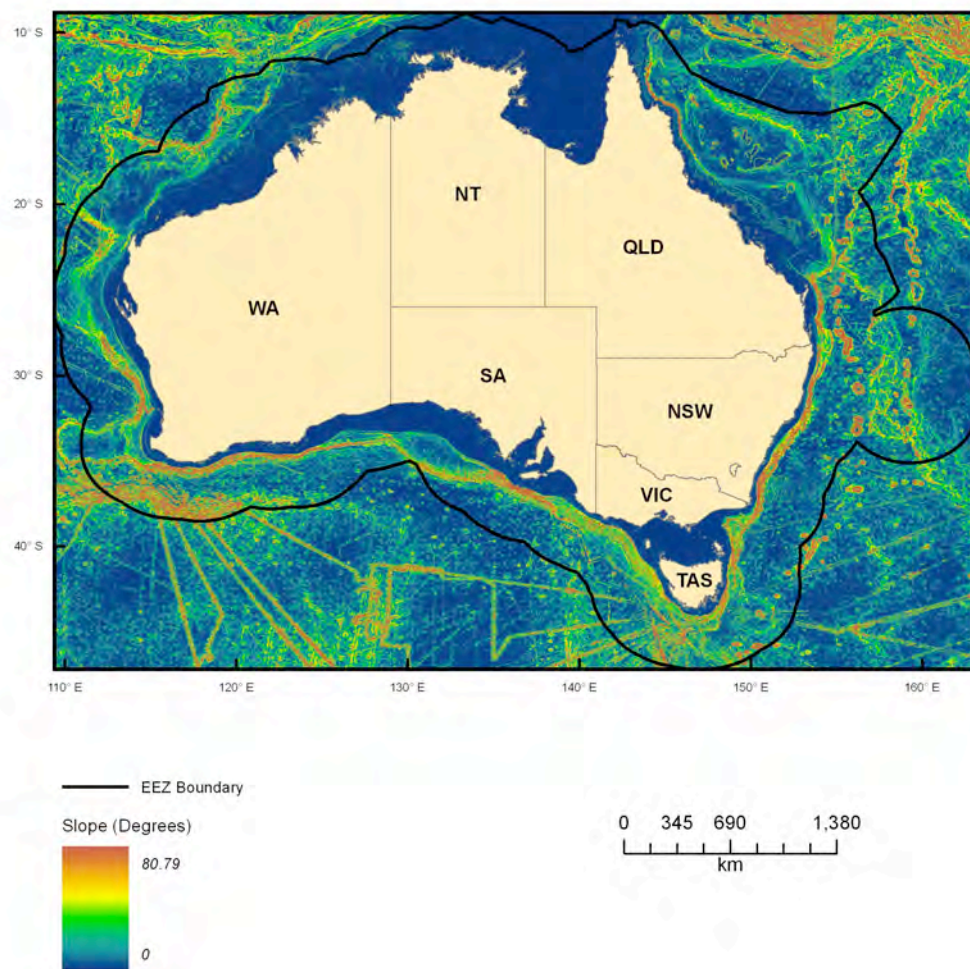 10° S
20° S
30° S
40° S
NT
QLD
WA
SA
NSW
VIC
TAS
110° E
120° E
130° E
140° E
150° E
160° E
EEZ Boundary
Slope (Degrees)
80.79
0
0 345 690 1,380
km